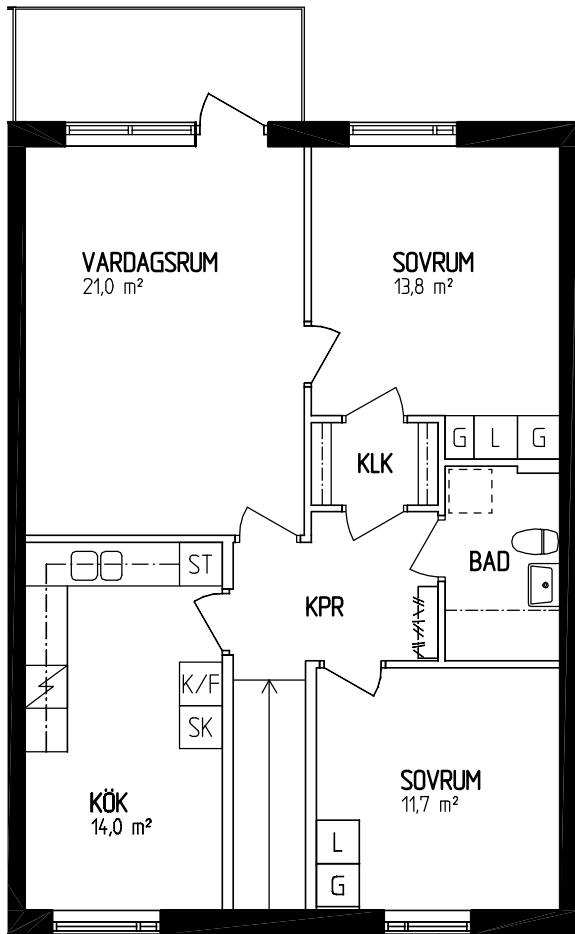 VARDAGSRUM
21,0 m²
SOVRUM
13,8 m²
G L G
KLK
BAD
ST
KPR
K/F
SK
SOVRUM
11,7 m²
KÖK
14,0 m²
L
G